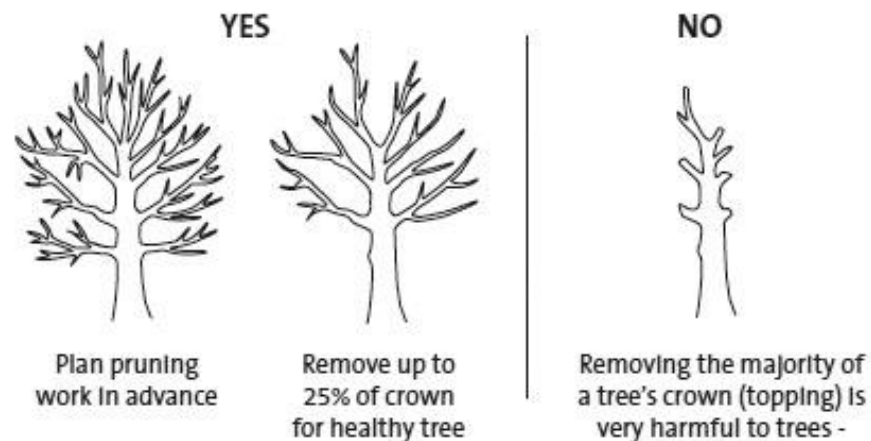 YES
Plan pruning
work in advance
Remove up to
25% of crown
for healthy tree
NO
Removing the majority of
a tree's crown (topping) is
very harmful to trees -